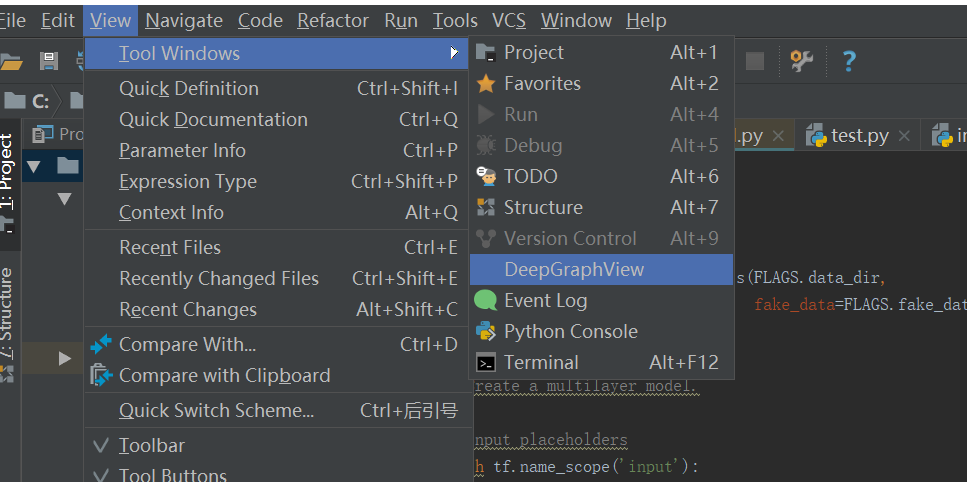 File Edit View Navigate Code Refactor Run Tools VCS Window Help
Tool Windows
Quick Definition Ctrl+Shift+I
Quick Documentation Ctrl+Q
Parameter Info Ctrl+P
Expression Type Ctrl+Shift+P
Context Info Alt+Q
Recent Files Ctrl+E
Recently Changed Files Ctrl+Shift+E
Recent Changes Alt+Shift+C
Compare With... Ctrl+D
Compare with Clipboard
Quick Switch Scheme... Ctrl+后引号
Toolbar
Tool Buttons
Project Alt+1
Favorites Alt+2
Run Alt+4
Debug Alt+5
TODO Alt+6
Structure Alt+7
Version Control Alt+9
DeepGraphView
Event Log
Python Console
Terminal Alt+F12
C:
Pro
1: Project
7: Structure
.py test.py in
s(FLAGS.data_dir,
fake_data=FLAGS.fake_dat
reate a multilayer model.
nput placeholders
h tf.name_scope('input'):